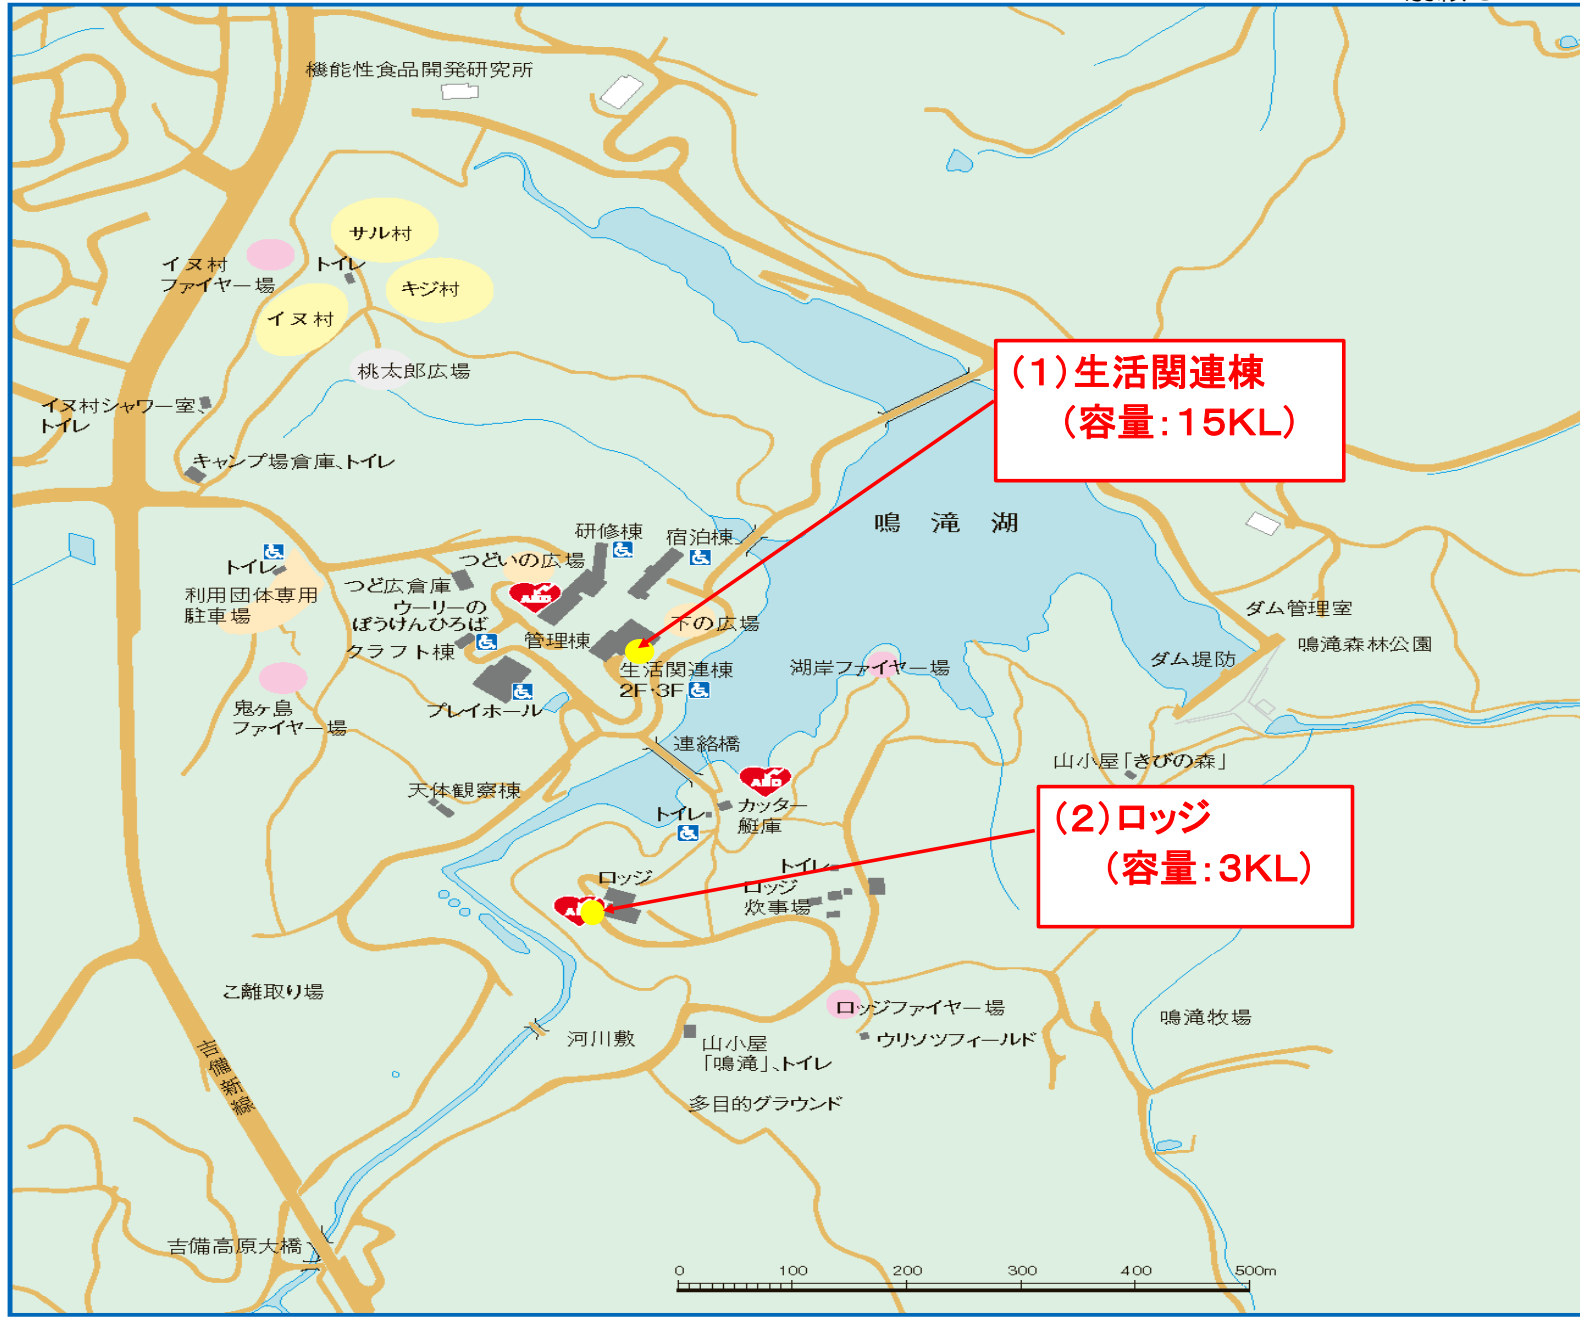 機能性食品開発研究所
サル村
イヌ村
ファイヤー場
トイレ
キジ村
イヌ村
桃太郎広場
イヌ村シャワー室、
トイレ
キャンプ場倉庫、トイレ
(1)生活関連棟
(容量:15KL)
鳴滝湖
研修棟
宿泊棟
つどいの広場
トイレ
つど広倉庫
利用団体専用
駐車場
ウーリーの
ぼうけんひろば
クラフト棟
AED
管理棟
下の広場
生活関連棟
2F・3F
プレイホール
鬼ヶ島
ファイヤー場
湖岸ファイヤー場
ダム管理室
鳴滝森林公園
ダム堤防
連絡橋
山小屋「きびの森」
天体観察棟
AED
カッター
艇庫
トイレ
(2)ロッジ
(容量:3KL)
ロッジ
トイレ
ロッジ
炊事場
こ離取り場
河川敷
ロッジファイヤー場
ウリソツフィールド
鳴滝牧場
山小屋
「鳴滝」、トイレ
多目的グラウンド
吉備新線
吉備高原大橋
0 100 200 300 400 500m